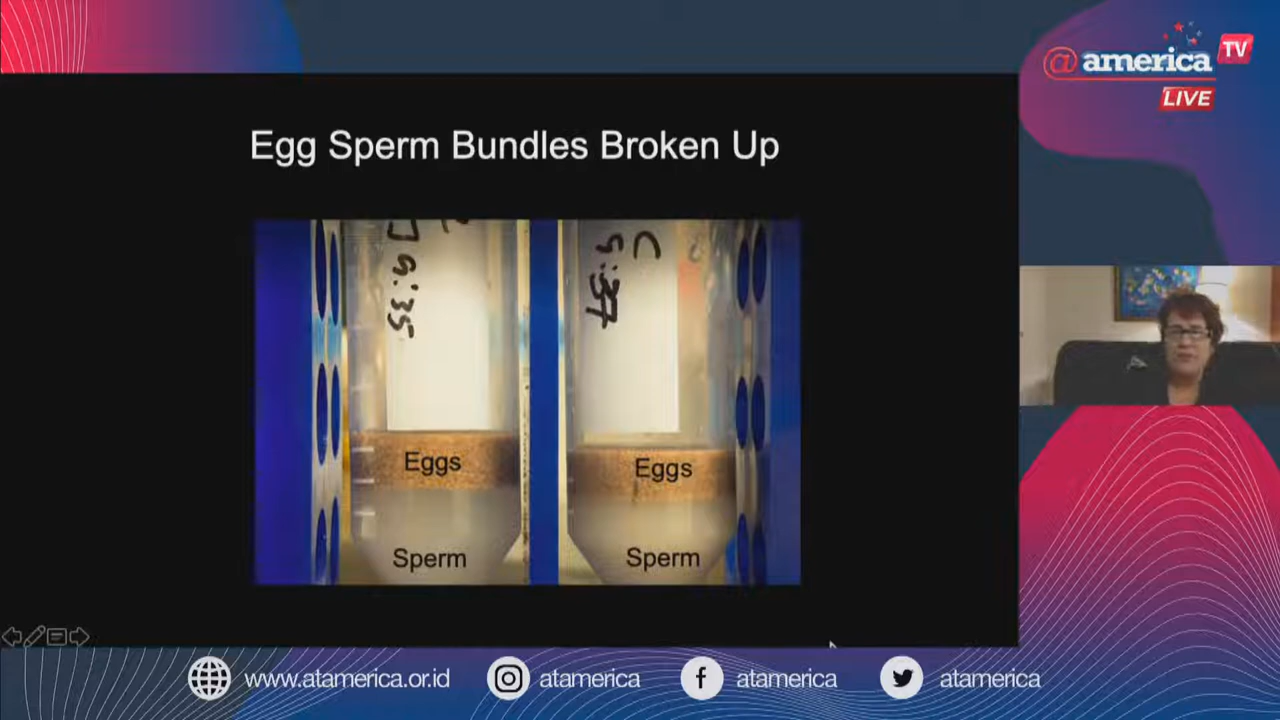 @america TV
LIVE
Egg Sperm Bundles Broken Up
9:35
C
9:37
Eggs
Eggs
Sperm
Sperm
www.atamerica.or.id
atamerica
atamerica
atamerica